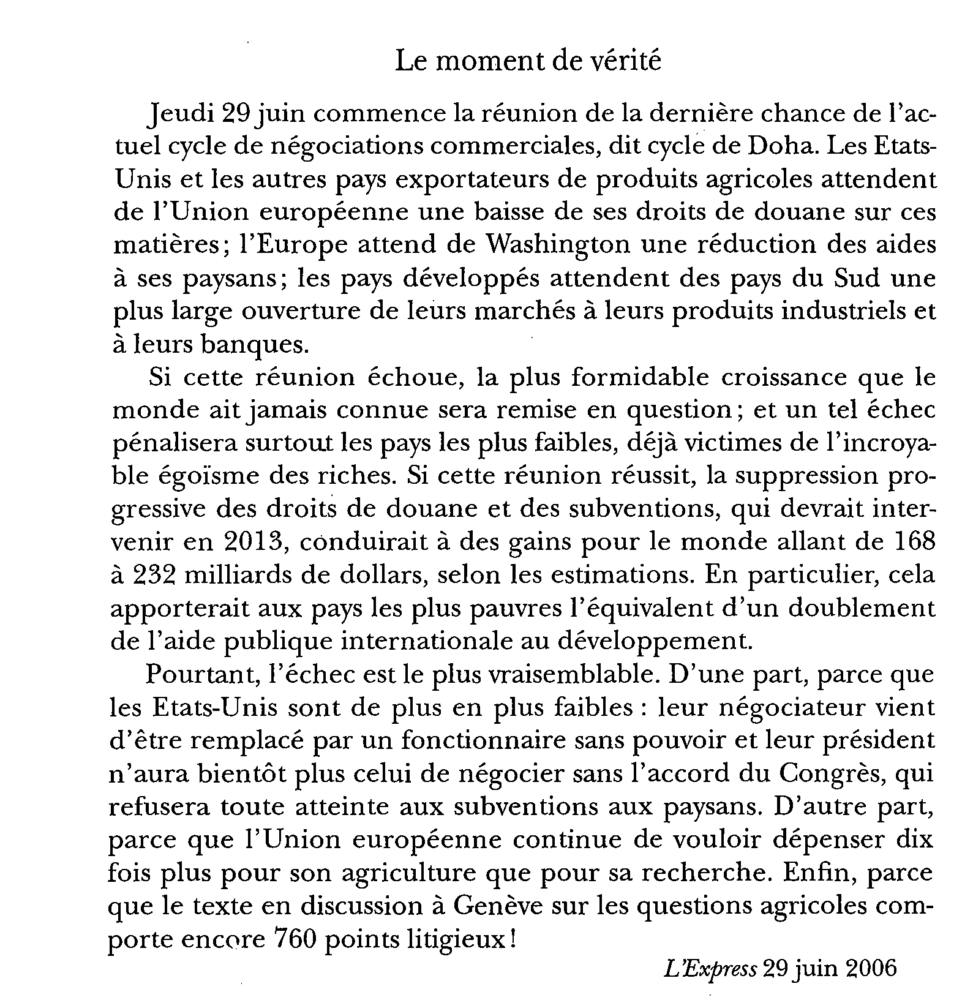 Le moment de vérité
Jeudi 29 juin commence la réunion de la dernière chance de l'ac-
tuel cycle de négociations commerciales, dit cycle de Doha. Les Etats-
Unis et les autres pays exportateurs de produits agricoles attendent
de l'Union européenne une baisse de ses droits de douane sur ces
matières ; l'Europe attend de Washington une réduction des aides
à ses paysans ; les pays développés attendent des pays du Sud une
plus large ouverture de leurs marchés à leurs produits industriels et
à leurs banques.
Si cette réunion échoue, la plus formidable croissance que le
monde ait jamais connue sera remise en question ; et un tel échec
pénalisera surtout les pays les plus faibles, déjà victimes de l'incroya-
ble égoïsme des riches. Si cette réunion réussit, la suppression pro-
gressive des droits de douane et des subventions, qui devrait inter-
venir en 2013, conduirait à des gains pour le monde allant de 168
à 232 milliards de dollars, selon les estimations. En particulier, cela
apporterait aux pays les plus pauvres l'équivalent d'un doublement
de l'aide publique internationale au développement.
Pourtant, l'échec est le plus vraisemblable. D'une part, parce que
les Etats-Unis sont de plus en plus faibles : leur négociateur vient
d'être remplacé par un fonctionnaire sans pouvoir et leur président
n'aura bientôt plus celui de négocier sans l'accord du Congrès, qui
refusera toute atteinte aux subventions aux paysans. D'autre part,
parce que l'Union européenne continue de vouloir dépenser dix
fois plus pour son agriculture que pour sa recherche. Enfin, parce
que le texte en discussion à Genève sur les questions agricoles com-
porte encore 760 points litigieux !
L'Express 29 juin 2006